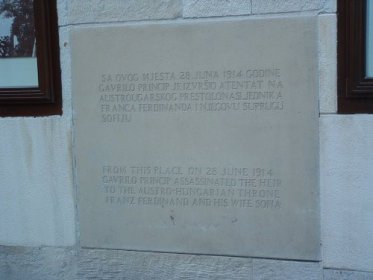 SA OVOG MJESTA 28 JUNA 1914 GODINE
GAVRILO PRINCIP JE IZVRŠIO ATENTAT NA
AUSTROUGARSKOG PRESTOLONASLJEDNIKA
FRANCA FERDINANDA I NJEGOVU SUPRUGU
SOFIJU
FROM THIS PLACE ON 28 JUNE 1914
GAVRILO PRINCIP ASSASSINATED THE HEIR
TO THE AUSTRO-HUNGARIAN THRONE
FRANZ FERDINAND AND HIS WIFE SOFIA